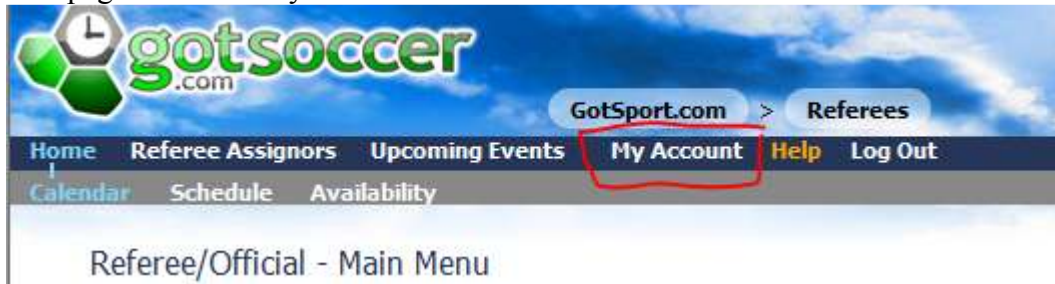 gotsoccer
.com
GotSport.com > Referees
Home Referee Assignors Upcoming Events My Account Help Log Out
Calendar Schedule Availability
Referee/Official - Main Menu